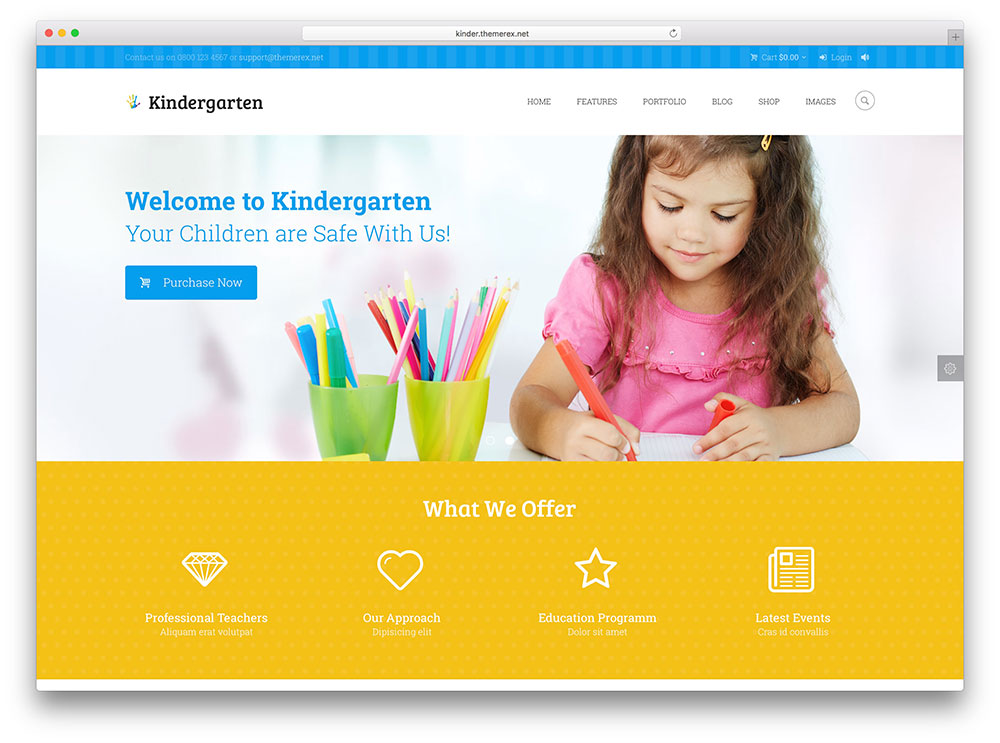 kinder.themerex.net
Contact us on 0800 123 4567 or support@themerex.net
Cart $0.00
Login
Kindergarten
HOME
FEATURES
PORTFOLIO
BLOG
SHOP
IMAGES
Welcome to Kindergarten
Your Children are Safe With Us!
Purchase Now
What We Offer
Professional Teachers
Aliquam erat volutpat
Our Approach
Dipisicing elit
Education Programm
Dolor sit amet
Latest Events
Cras id convallis